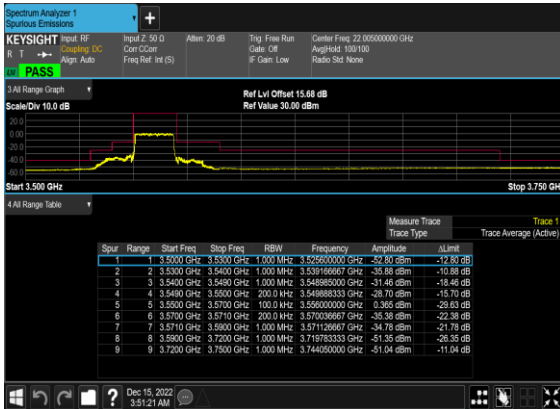 Spectrum Analyzer 1
Spurious Emissions
KEYSIGHT Input: RF Input Z: 50 Ω Atten: 20 dB Trig: Free Run Center Freq: 22.005000000 GHz
R T Coupling: DC Corr CCorr Gate: Off Avg|Hold: 100/100
Align: Auto Freq Ref: Int (S) IF Gain: Low Radio Std: None
PASS
3 All Range Graph
Scale/Div 10.0 dB
Ref Lvl Offset 15.68 dB
Ref Value 30.00 dBm
20.0
0.00
-20.0
-40.0
-60.0
Start 3.500 GHz Stop 3.750 GH
4 All Range Table
Measure Trace Trace 1
Trace Type Trace Average (Active)
Spur Range Start Freq Stop Freq RBW Frequency Amplitude ΔLimit
1 1 3.5000 GHz 3.5300 GHz 1.000 MHz 3.525600000 GHz -52.80 dBm -12.80 dB
2 2 3.5300 GHz 3.5400 GHz 1.000 MHz 3.539166667 GHz -35.88 dBm -10.88 dB
3 3 3.5400 GHz 3.5490 GHz 1.000 MHz 3.548985000 GHz -31.46 dBm -18.46 dB
4 4 3.5490 GHz 3.5500 GHz 200.0 kHz 3.549888333 GHz -28.70 dBm -15.70 dB
5 5 3.5500 GHz 3.5700 GHz 100.0 kHz 3.556000000 GHz 0.365 dBm -29.63 dB
6 6 3.5700 GHz 3.5710 GHz 200.0 kHz 3.570036667 GHz -35.38 dBm -22.38 dB
7 7 3.5710 GHz 3.5900 GHz 1.000 MHz 3.571126667 GHz -34.78 dBm -21.78 dB
8 8 3.5900 GHz 3.7200 GHz 1.000 MHz 3.719783333 GHz -51.35 dBm -26.35 dB
9 9 3.7200 GHz 3.7500 GHz 1.000 MHz 3.744050000 GHz -51.04 dBm -11.04 dB
Dec 15, 2022
3:51:21 AM